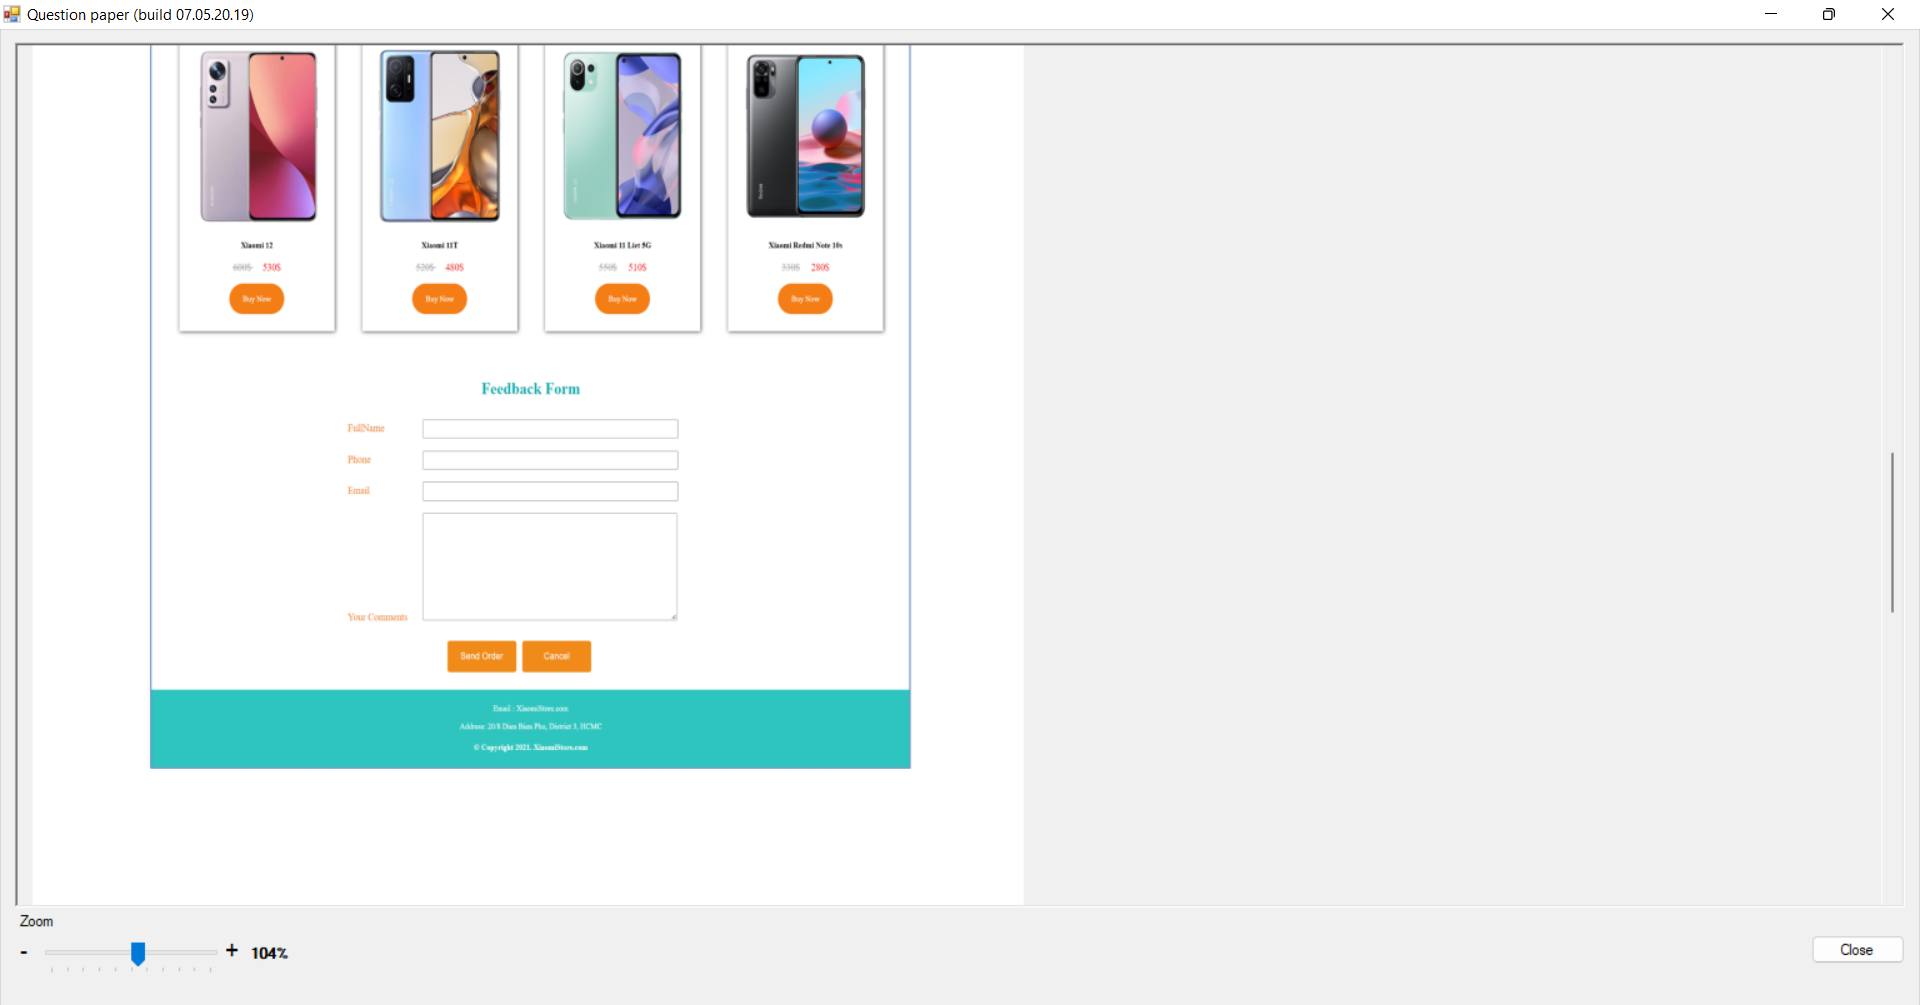 Question paper (build 07.05.20.19)
Xiaomi 12
Xiaomi 11T
Xiaomi 11 Liet 5G
Xiaomi Redmi Note 10s
600$ 530$
520$ 480$
550$ 510$
330$ 280$
Buy Now
Buy Now
Buy Now
Buy Now
Feedback Form
FullName
Phone
Email
Your Comments
Send Order
Cancel
Email : XiaomiStore.com
Address: 20/8 Dien Bien Phu, District 3, HCMC
© Copyright 2021. XiaomiStore.com
Zoom
- + 104%
Close